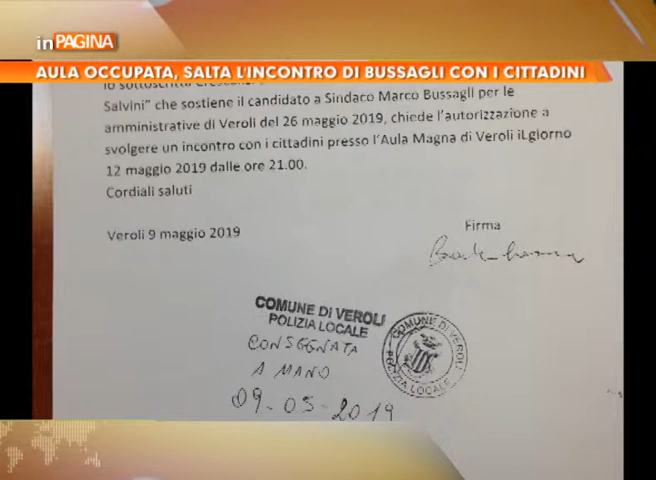 inPAGINA
AULA OCCUPATA, SALTA L'INCONTRO DI BUSSAGLI CON I CITTADINI
Io sottoscritta
Salvini" che sostiene il candidato a Sindaco Marco Bussagli per le
amministrative di Veroli del 26 maggio 2019, chiede l'autorizzazione a
svolgere un incontro con i cittadini presso l'Aula Magna di Veroli il giorno
12 maggio 2019 dalle ore 21.00.
Cordiali saluti
Veroli 9 maggio 2019
Firma
COMUNE Di VEROLI
POLIZIA LOCALE
CONSEGNATA
A MANO
09-05-2019
COMUNE DI VEROLI
POLIZIA LOCALE